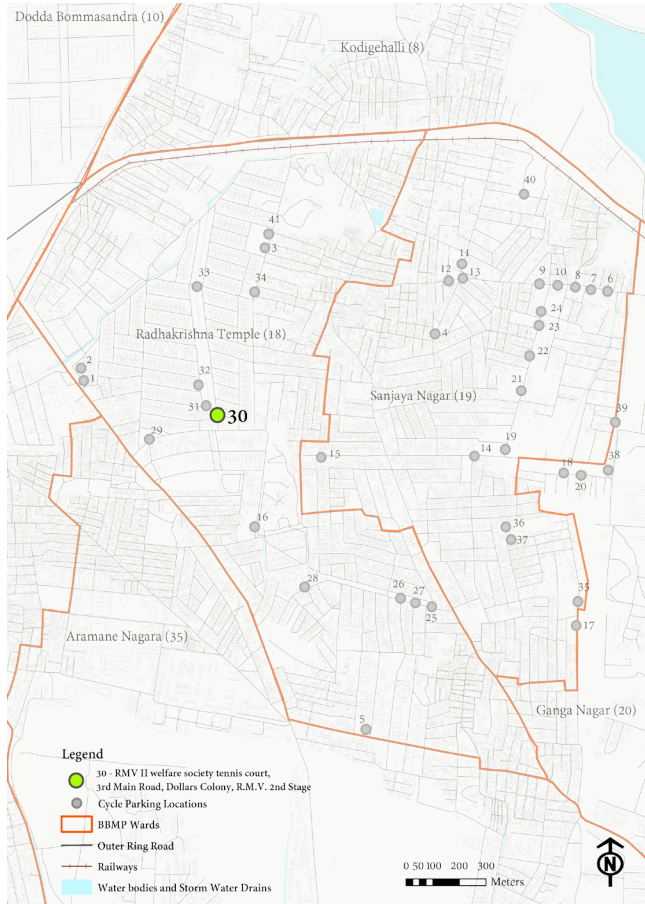 Dodda Bommasandra (10)
Kodigehalli (8)
40
41
3
11
33
34
12
13
9
10
8
7
6
24
Radhakrishna Temple (18)
4
23
22
2
1
32
Sanjaya Nagar (19)
21
31
30
39
29
19
15
14
18
20
38
16
36
37
28
26
27
25
35
17
Aramane Nagara (35)
Ganga Nagar (20)
5
Legend
30 - RMV II welfare society tennis court,
3rd Main Road, Dollars Colony, R.M.V. 2nd Stage
Cycle Parking Locations
BBMP Wards
Outer Ring Road
Railways
Water bodies and Storm Water Drains
0 50 100 200 300
Meters
N